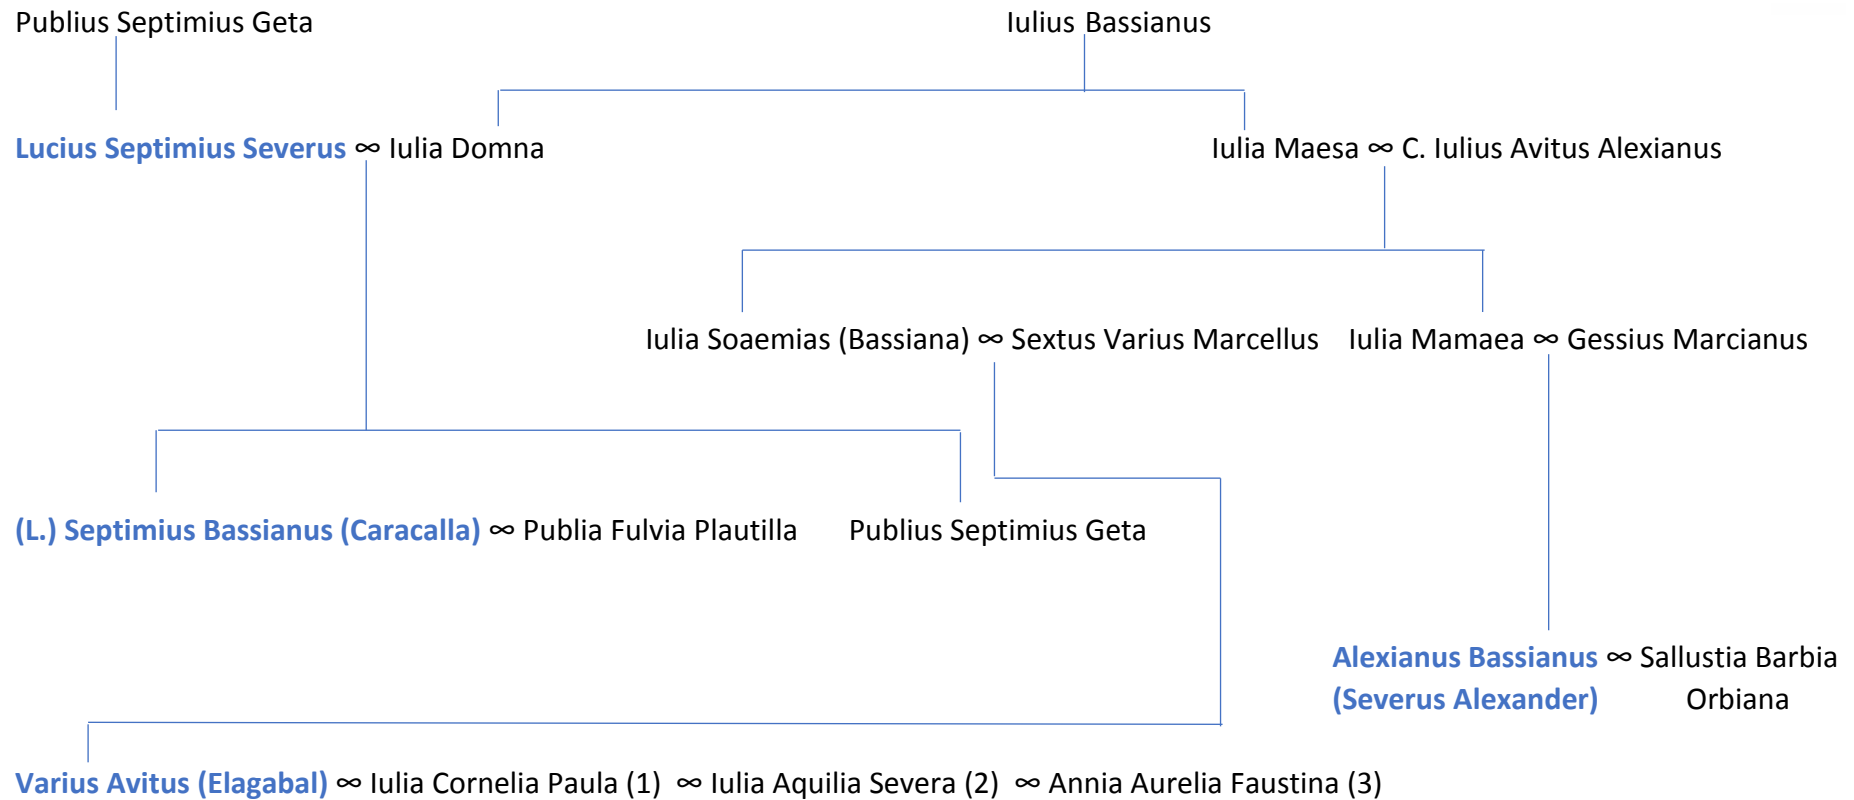 Publius Septimius Geta
Iulius Bassianus
Lucius Septimius Severus ∞ Iulia Domna
Iulia Maesa ∞ C. Iulius Avitus Alexianus
Iulia Soaemias (Bassiana) ∞ Sextus Varius Marcellus
Iulia Mamaea ∞ Gessius Marcianus
(L.) Septimius Bassianus (Caracalla) ∞ Publia Fulvia Plautilla
Publius Septimius Geta
Alexianus Bassianus ∞ Sallustia Barbia
(Severus Alexander) Orbiana
Varius Avitus (Elagabal) ∞ Iulia Cornelia Paula (1) ∞ Iulia Aquilia Severa (2) ∞ Annia Aurelia Faustina (3)